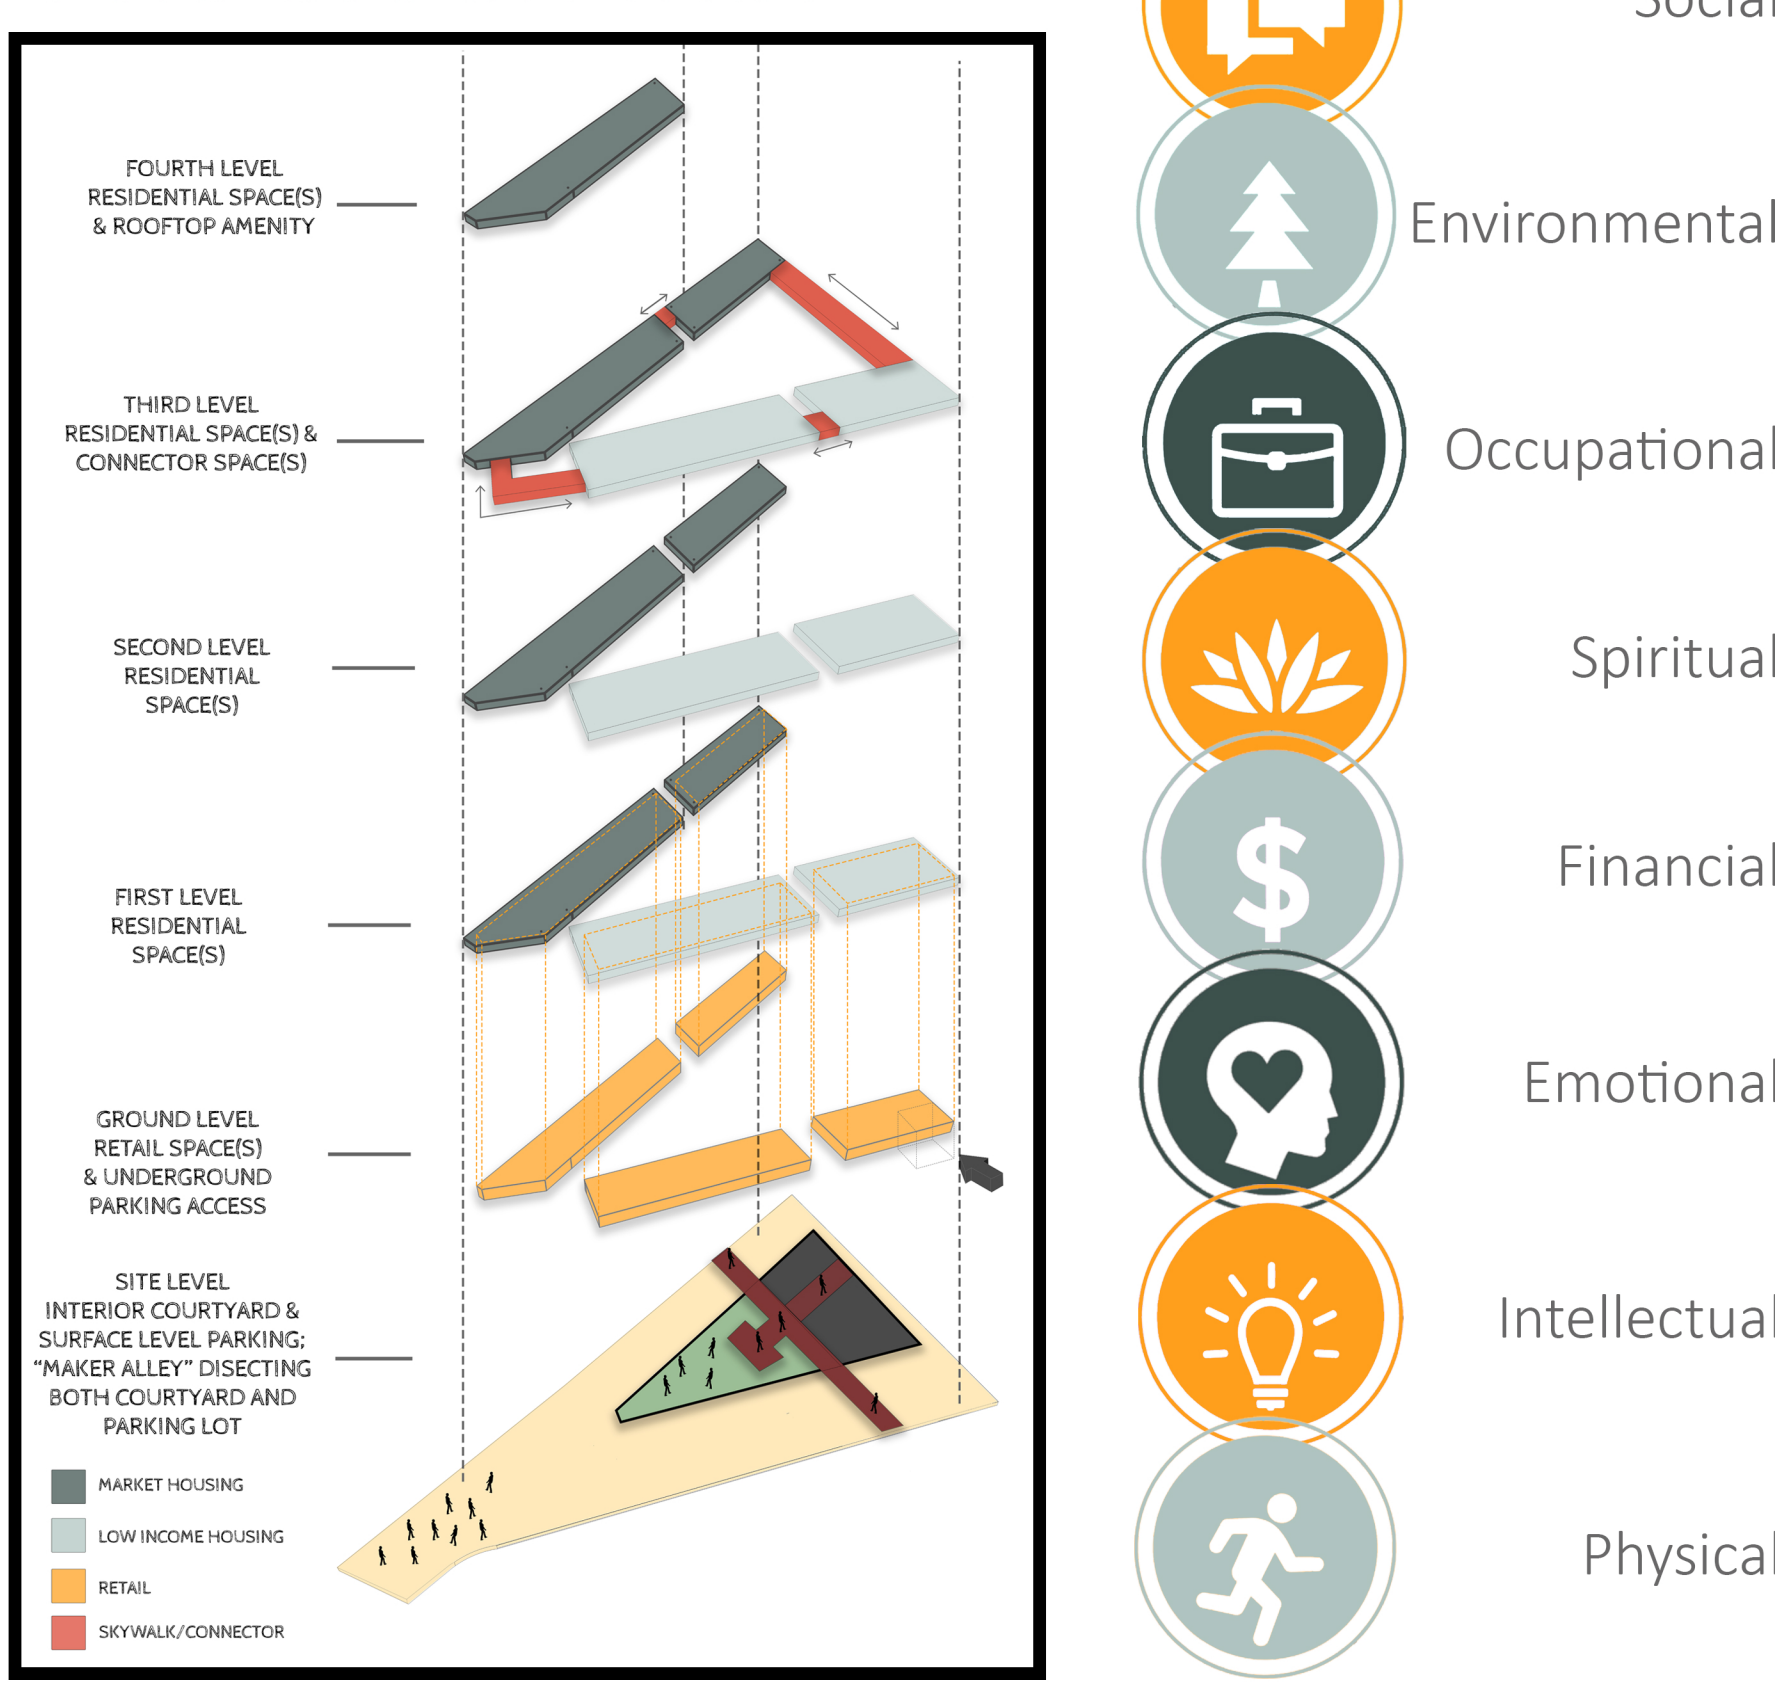 FOURTH LEVEL
RESIDENTIAL SPACE(S)
& ROOFTOP AMENITY
THIRD LEVEL
RESIDENTIAL SPACE(S) &
CONNECTOR SPACE(S)
SECOND LEVEL
RESIDENTIAL
SPACE(S)
FIRST LEVEL
RESIDENTIAL
SPACE(S)
GROUND LEVEL
RETAIL SPACE(S)
& UNDERGROUND
PARKING ACCESS
SITE LEVEL
INTERIOR COURTYARD &
SURFACE LEVEL PARKING;
“MAKER ALLEY” DISECTING
BOTH COURTYARD AND
PARKING LOT
MARKET HOUSING
LOW INCOME HOUSING
RETAIL
SKYWALK/CONNECTOR
Social
Environmental
Occupational
Spiritual
$
Financial
Emotional
Intellectual
Physical